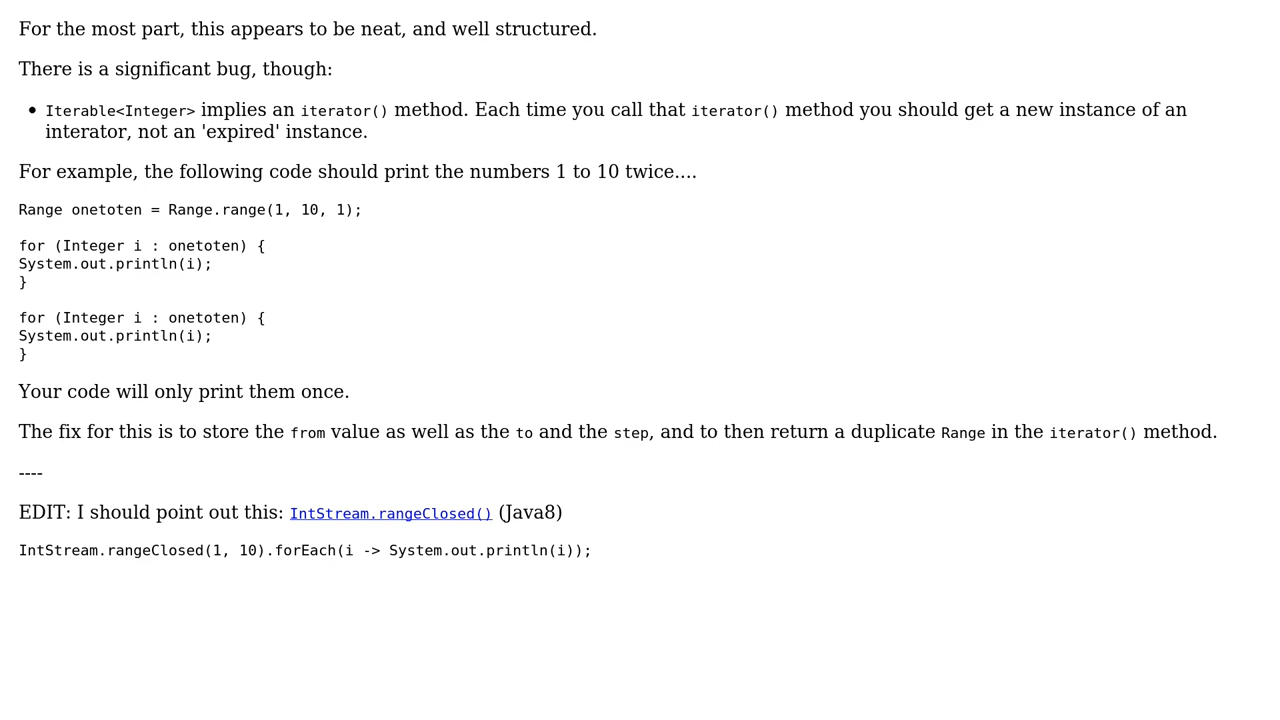 For the most part, this appears to be neat, and well structured.
There is a significant bug, though:
• Iterable<Integer> implies an iterator() method. Each time you call that iterator() method you should get a new instance of an
interator, not an 'expired' instance.
For example, the following code should print the numbers 1 to 10 twice....
Range onetoten = Range.range(1, 10, 1);
for (Integer i : onetoten) {
System.out.println(i);
}
for (Integer i : onetoten) {
System.out.println(i);
}
Your code will only print them once.
The fix for this is to store the from value as well as the to and the step, and to then return a duplicate Range in the iterator() method.
----
EDIT: I should point out this: IntStream.rangeClosed() (Java8)
IntStream.rangeClosed(1, 10).forEach(i -> System.out.println(i));